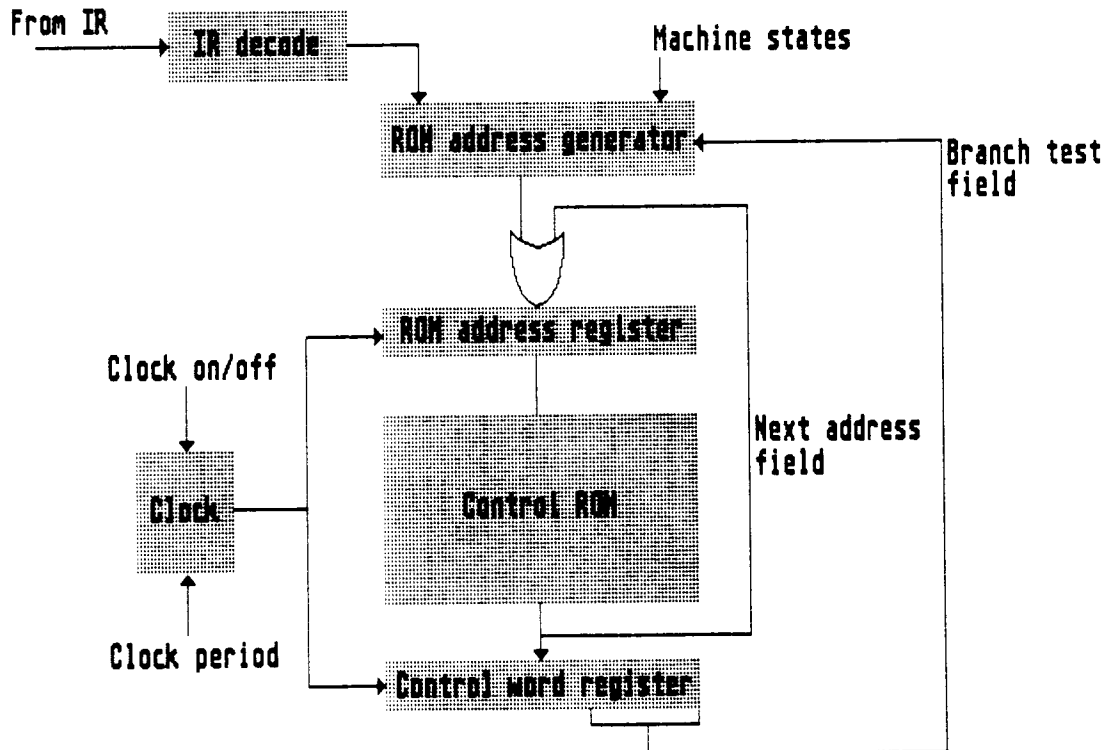 From IR
IR decode
Machine states
ROM address generator
Branch test
field
ROM address register
Clock on/off
Next address
field
Clock
Control ROM
Clock period
Control word register